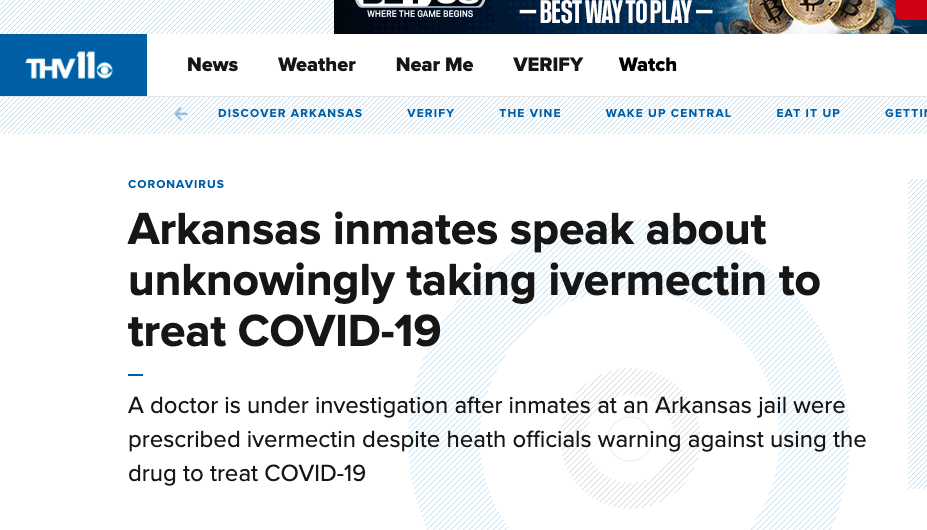 WHERE THE GAME BEGINS
BEST WAY TO PLAY
THV11
News Weather Near Me VERIFY Watch
DISCOVER ARKANSAS VERIFY THE VINE WAKE UP CENTRAL EAT IT UP
CORONAVIRUS
Arkansas inmates speak about
unknowingly taking ivermectin to
treat COVID-19
A doctor is under investigation after inmates at an Arkansas jail were
prescribed ivermectin despite heath officials warning against using the
drug to treat COVID-19